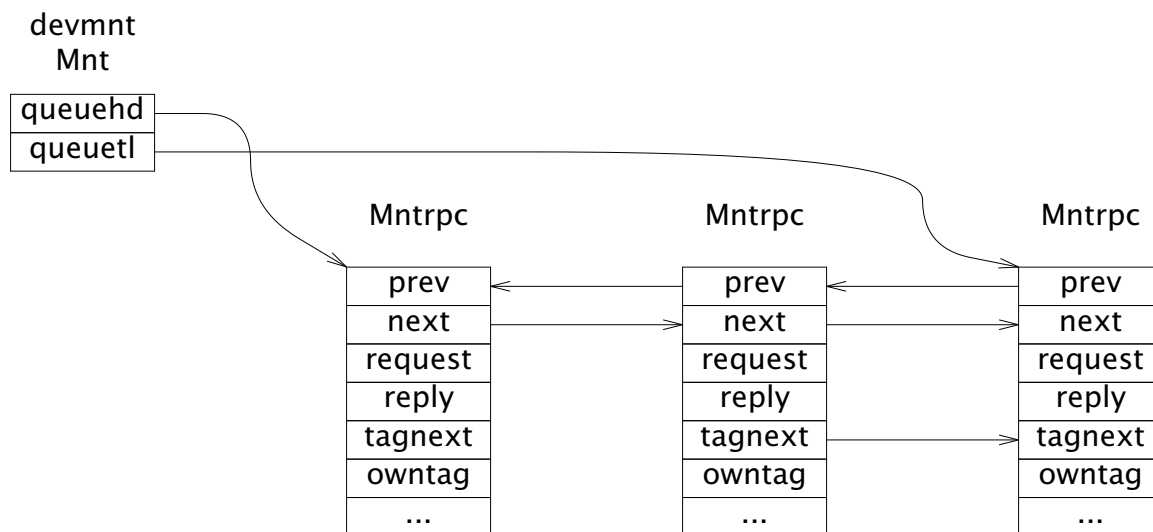 devmnt
Mnt
queuehd
queuetl
Mntrpc Mntrpc Mntrpc
prev prev prev
next next next
request request request
reply reply reply
tagnext tagnext tagnext
owntag owntag owntag
... ... ...